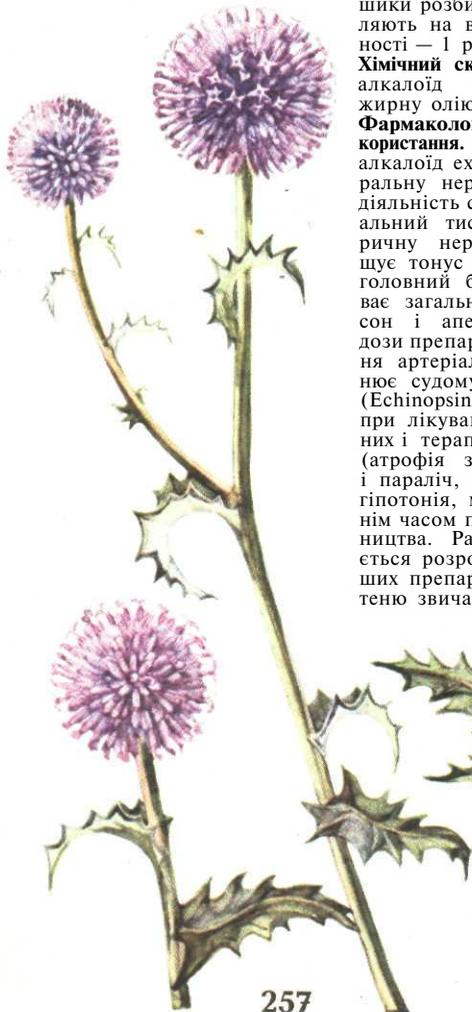 шики розби
ляють на в
ності — 1 р
Хімічний ск
алкалоїд
жирну олію
Фармаколо
користання.
алкалоїд ех
ральну нер
діяльність с
альний тис
ричну нер
щує тонус
головний б
ває загальн
сон і апе
дози препар
ня артеріал
нює судому
(Echinopsin
при лікуван
них і терап
(атрофія з
і параліч,
гіпотонія, м
нім часом п
ництва. Ра
ється розро
ших препар
теню звича
257